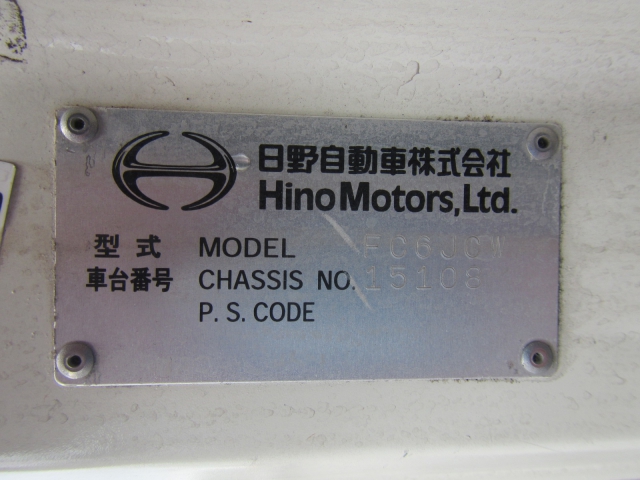 日野自動車株式会社
Hino Motors, Ltd.
型式 MODEL FC6JCW
車台番号 CHASSIS NO. 15108
P. S. CODE